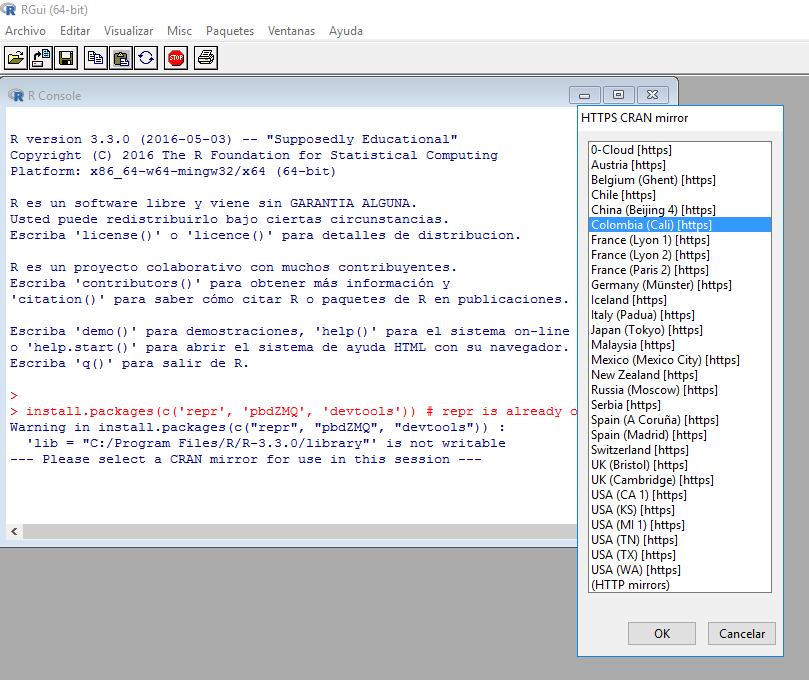 RGui (64-bit)
Archivo Editar Visualizar Misc Paquetes Ventanas Ayuda
STOP
R Console
R version 3.3.0 (2016-05-03) -- "Supposedly Educational"
Copyright (C) 2016 The R Foundation for Statistical Computing
Platform: x86_64-w64-mingw32/x64 (64-bit)
R es un software libre y viene sin GARANTIA ALGUNA.
Usted puede redistribuirlo bajo ciertas circunstancias.
Escriba 'license()' o 'licence()' para detalles de distribucion.
R es un proyecto colaborativo con muchos contribuyentes.
Escriba 'contributors()' para obtener más información y
'citation()' para saber cómo citar R o paquetes de R en publicaciones.
Escriba 'demo()' para demostraciones, 'help()' para el sistema on-line
o 'help.start()' para abrir el sistema de ayuda HTML con su navegador.
Escriba 'q()' para salir de R.
>
> install.packages(c('repr', 'pbdZMQ', 'devtools')) # repr is already o
Warning in install.packages(c("repr", "pbdZMQ", "devtools")) :
'lib = "C:/Program Files/R/R-3.3.0/library"' is not writable
--- Please select a CRAN mirror for use in this session ---
HTTPS CRAN mirror
0-Cloud [https]
Austria [https]
Belgium (Ghent) [https]
Chile [https]
China (Beijing 4) [https]
Colombia (Cali) [https]
France (Lyon 1) [https]
France (Lyon 2) [https]
France (Paris 2) [https]
Germany (Münster) [https]
Iceland [https]
Italy (Padua) [https]
Japan (Tokyo) [https]
Malaysia [https]
Mexico (Mexico City) [https]
New Zealand [https]
Russia (Moscow) [https]
Serbia [https]
Spain (A Coruña) [https]
Spain (Madrid) [https]
Switzerland [https]
UK (Bristol) [https]
UK (Cambridge) [https]
USA (CA 1) [https]
USA (KS) [https]
USA (MI 1) [https]
USA (TN) [https]
USA (TX) [https]
USA (WA) [https]
(HTTP mirrors)
OK Cancelar